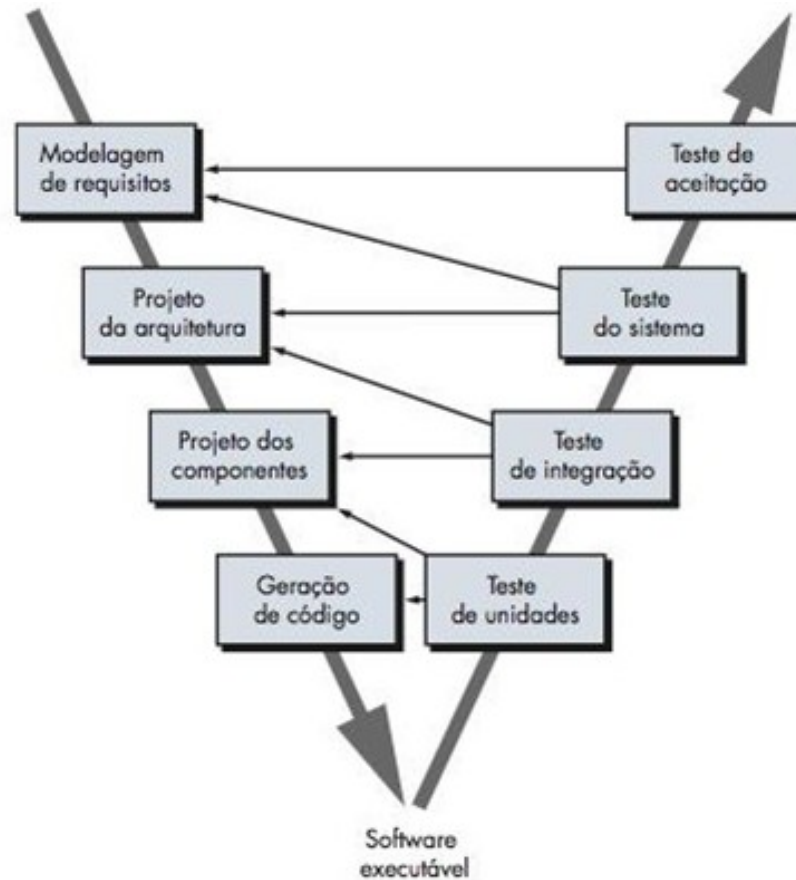 Modelagem
de requisitos
Teste de
aceitação
Projeto
da arquitetura
Teste
do sistema
Projeto dos
componentes
Teste
de integração
Geração
de código
Teste
de unidades
Software
executável